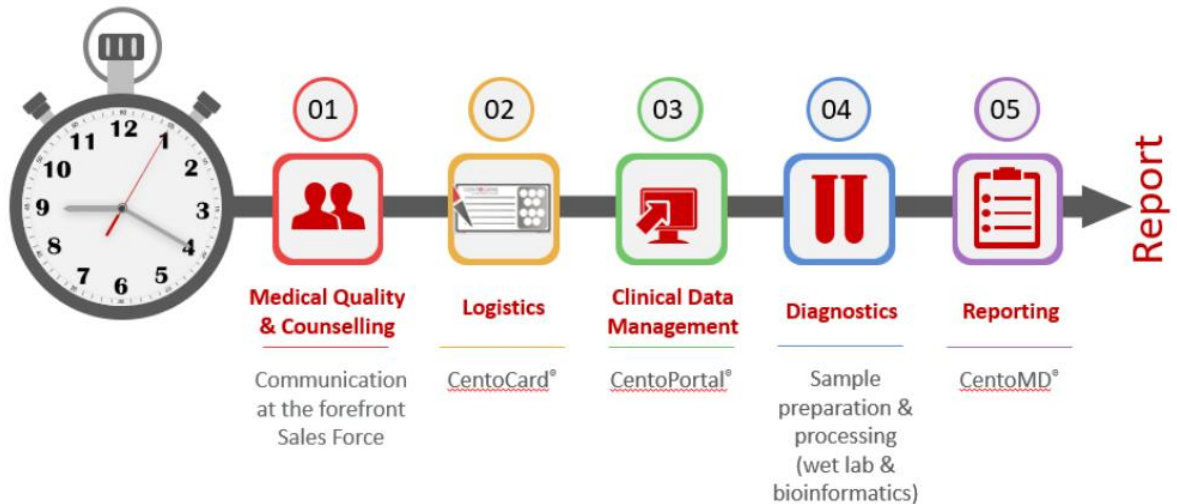 12
1
2
3
4
5
6
7
8
9
10
11
01
Medical Quality
& Counselling
Communication
at the forefront
Sales Force
02
Logistics
CentoCard®
03
Clinical Data
Management
CentoPortal®
04
Diagnostics
Sample
preparation &
processing
(wet lab &
bioinformatics)
05
Reporting
CentoMD®
Report